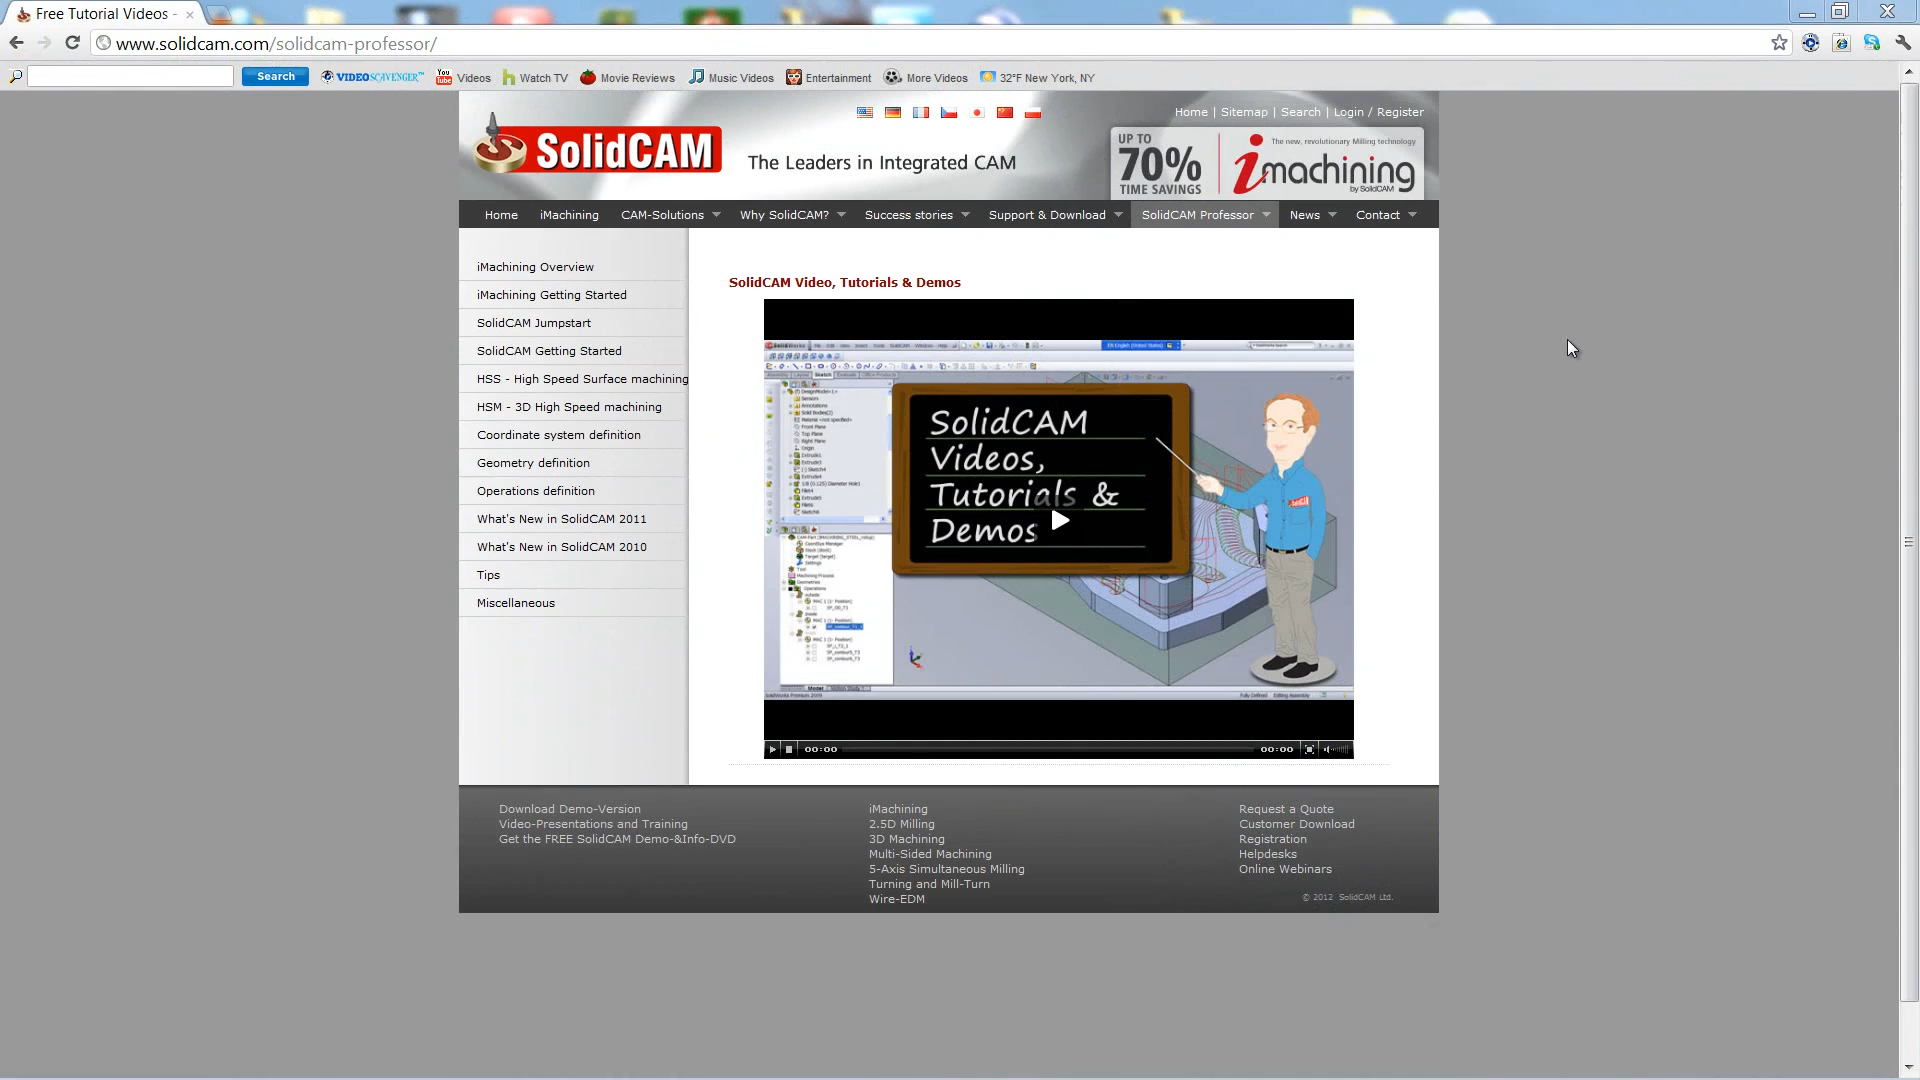 Free Tutorial Videos -
www.solidcam.com/solidcam-professor/
Search
VIDEOSCAVENGER™
You Tube Videos
h Watch TV
Movie Reviews
Music Videos
Entertainment
More Videos
32°F New York, NY
Home | Sitemap | Search | Login / Register
SolidCAM
The Leaders in Integrated CAM
UP TO
70%
TIME SAVINGS
The new, revolutionary Milling technology
imachining
by SolidCAM
Home
iMachining
CAM-Solutions
Why SolidCAM?
Success stories
Support & Download
SolidCAM Professor
News
Contact
iMachining Overview
iMachining Getting Started
SolidCAM Jumpstart
SolidCAM Getting Started
HSS - High Speed Surface machining
HSM - 3D High Speed machining
Coordinate system definition
Geometry definition
Operations definition
What's New in SolidCAM 2011
What's New in SolidCAM 2010
Tips
Miscellaneous
SolidCAM Video, Tutorials & Demos
SolidCAM
Videos,
Tutorials &
Demos
00:00
00:00
Download Demo-Version
Video-Presentations and Training
Get the FREE SolidCAM Demo-&Info-DVD
iMachining
2.5D Milling
3D Machining
Multi-Sided Machining
5-Axis Simultaneous Milling
Turning and Mill-Turn
Wire-EDM
Request a Quote
Customer Download
Registration
Helpdesks
Online Webinars
© 2012 SolidCAM Ltd.